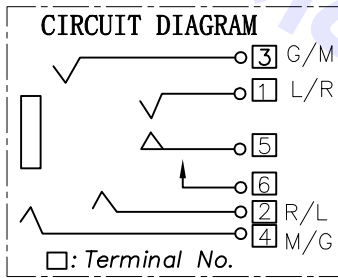 CIRCUIT DIAGRAM
3 G/M
1 L/R
5
6
2 R/L
4 M/G
□: Terminal No.